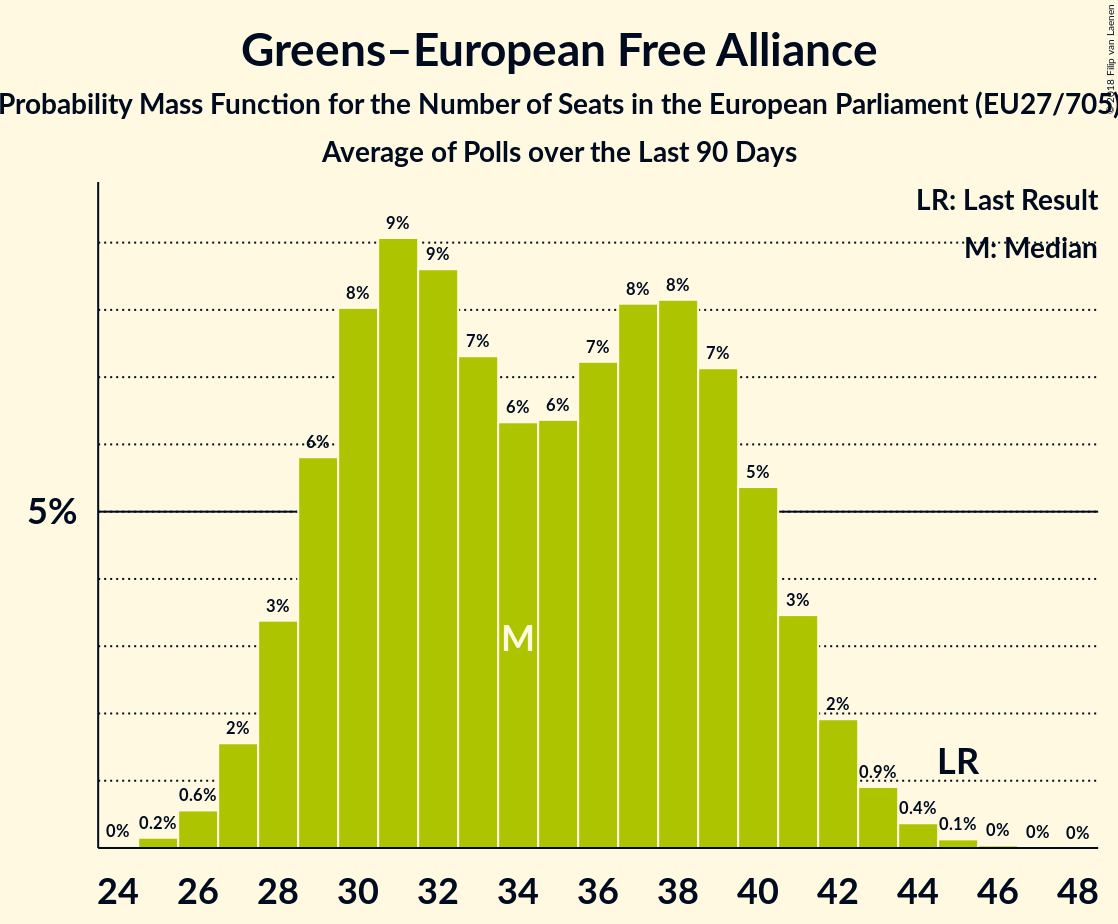 Greens–European Free Alliance
Probability Mass Function for the Number of Seats in the European Parliament (EU27/705)
Average of Polls over the Last 90 Days
© 2018 Filip van Laenen
LR: Last Result
M: Median
9%
9%
8%
8%
8%
7%
7%
7%
6%
6%
6%
5%
5%
3%
3%
M
2%
2%
LR
0.9%
0.6%
0.4%
0.2%
0.1%
0%
0%
0%
0%
24 26 28 30 32 34 36 38 40 42 44 46 48